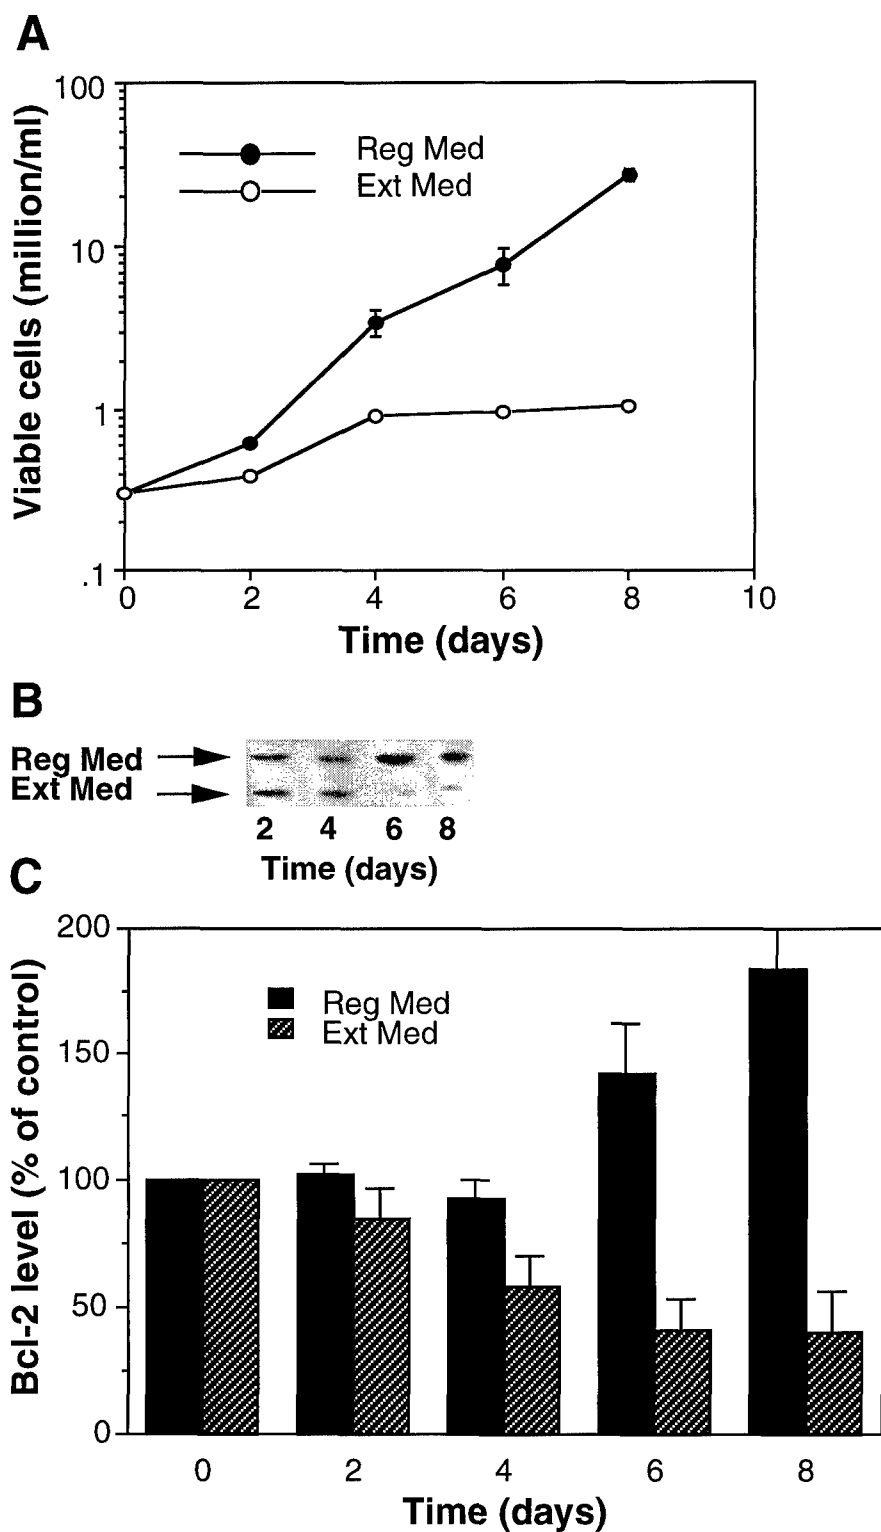 A
100
10
1
.1
Viable cells (million/ml)
Reg Med
Ext Med
0 2 4 6 8 10
Time (days)
B
Reg Med
Ext Med
2 4 6 8
Time (days)
C
200
150
100
50
0
Bcl-2 level (% of control)
Reg Med
Ext Med
0 2 4 6 8
Time (days)